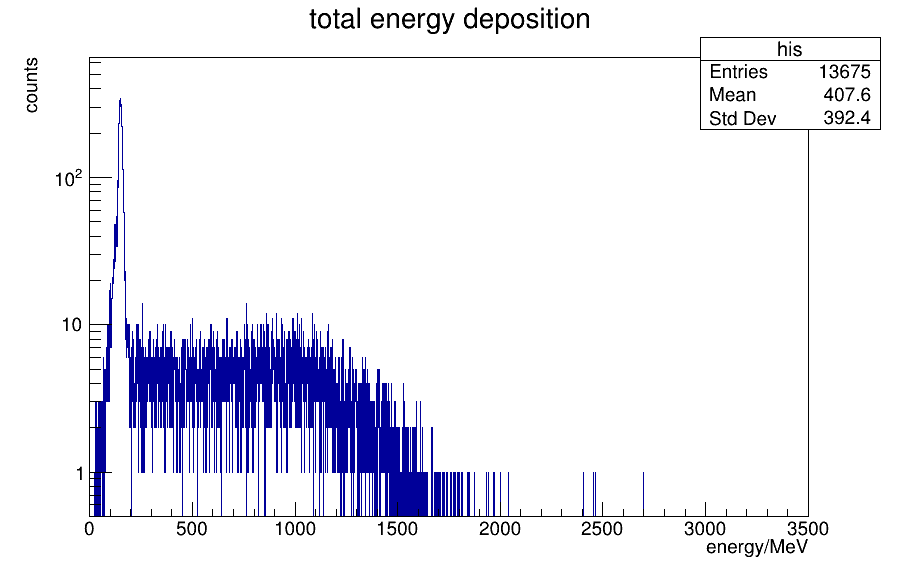 total energy deposition
his
Entries 13675
Mean 407.6
Std Dev 392.4
counts
10²
10
1
0 500 1000 1500 2000 2500 3000 3500
energy/MeV